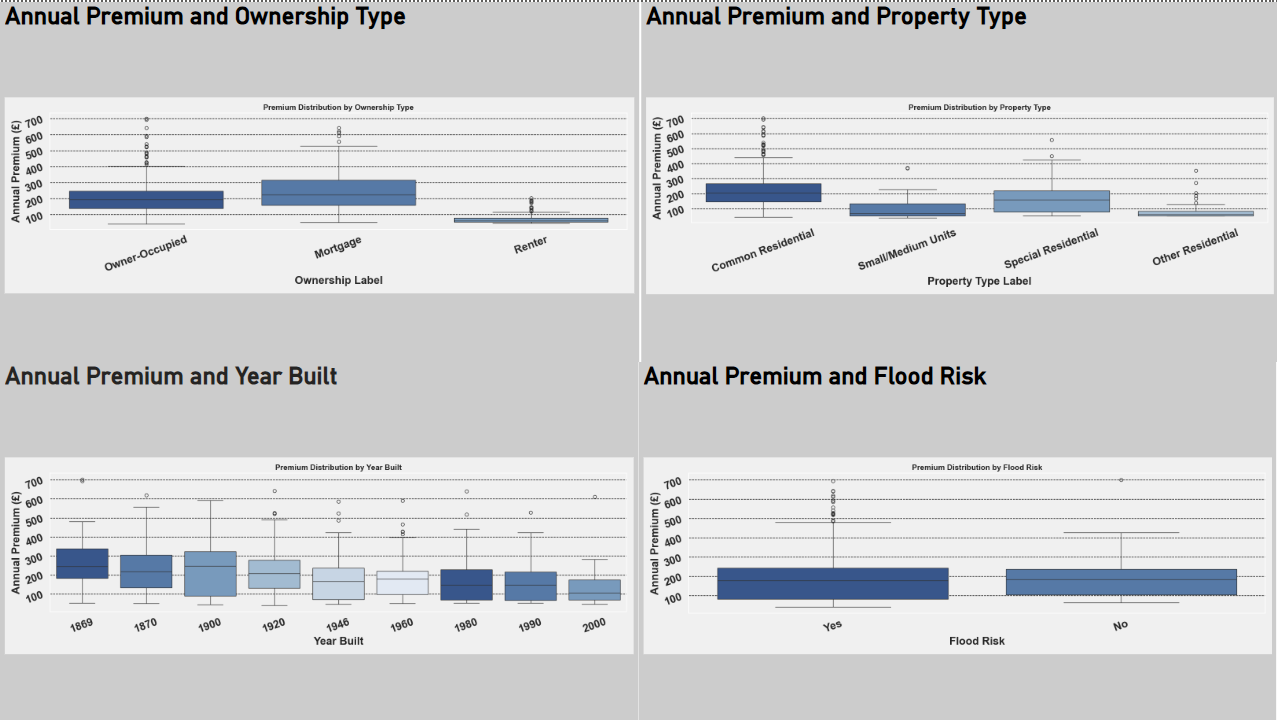 Annual Premium and Ownership Type
Premium Distribution by Ownership Type
Annual Premium (£)
700
600
500
400
300
200
100
Owner-Occupied
Mortgage
Renter
Ownership Label
Annual Premium and Property Type
Premium Distribution by Property Type
Annual Premium (£)
700
600
500
400
300
200
100
Common Residential
Small/Medium Units
Special Residential
Other Residential
Property Type Label
Annual Premium and Year Built
Premium Distribution by Year Built
Annual Premium (£)
700
600
500
400
300
200
100
1869
1870
1900
1920
1946
1960
1980
1990
2000
Year Built
Annual Premium and Flood Risk
Premium Distribution by Flood Risk
Annual Premium (£)
700
600
500
400
300
200
100
Yes
No
Flood Risk